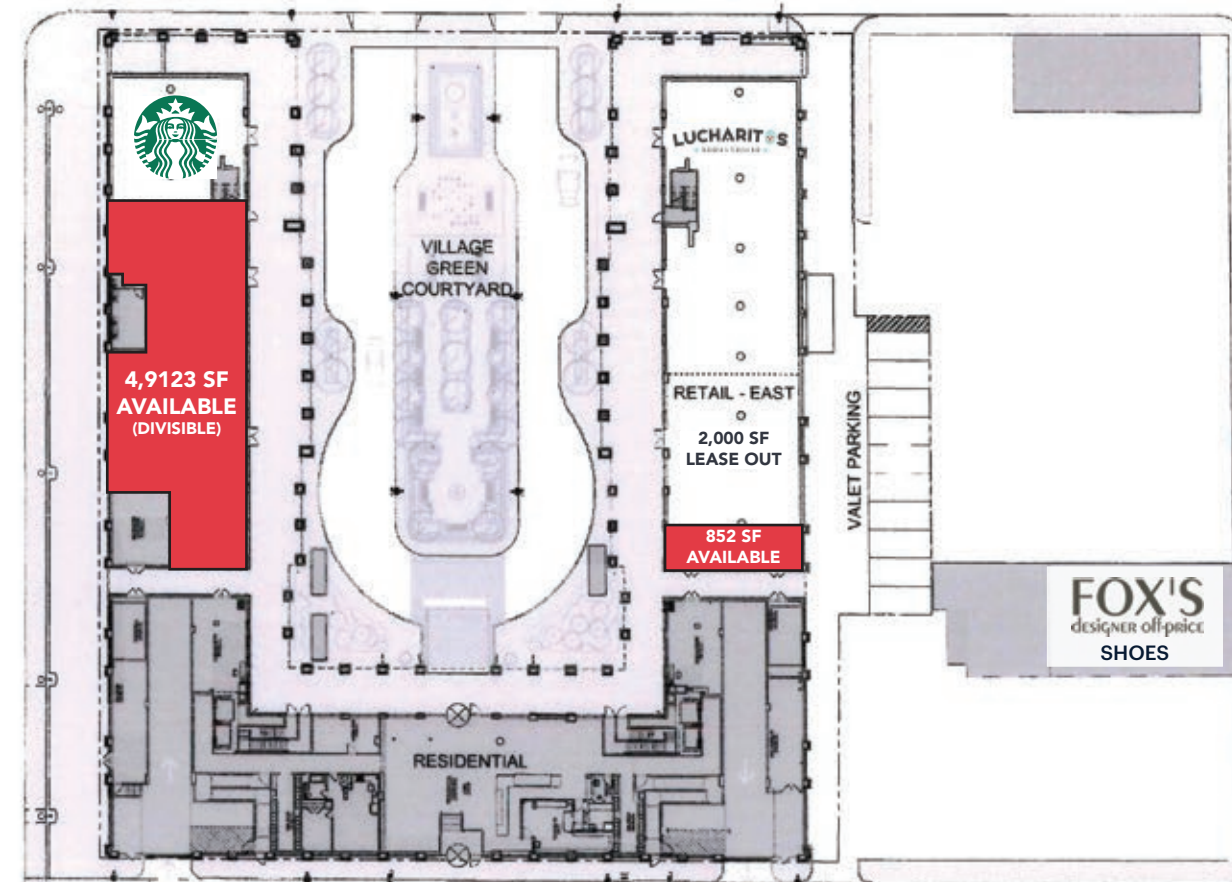 LUCHARITOS
VILLAGE
GREEN
COURTYARD
4,9123 SF
AVAILABLE
(DIVISIBLE)
RETAIL - EAST
2,000 SF
LEASE OUT
852 SF
AVAILABLE
VALET PARKING
FOX'S
designer off-price
SHOES
RESIDENTIAL